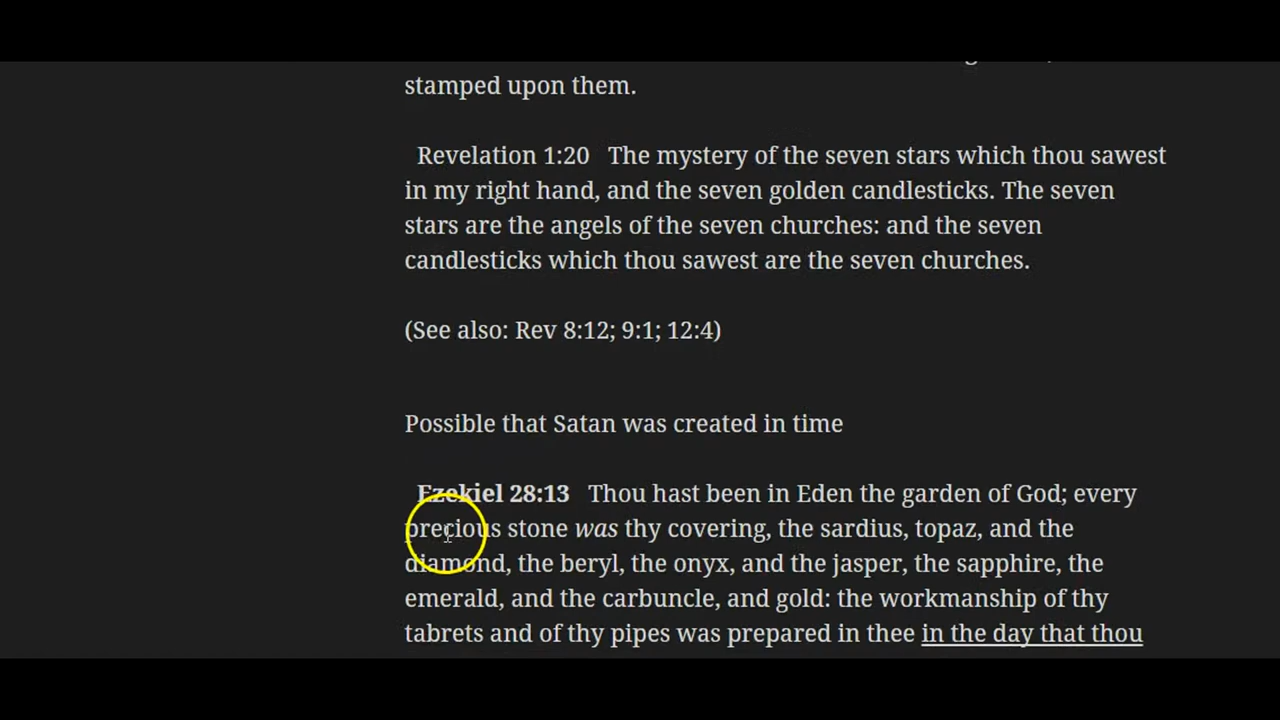 stamped upon them.
Revelation 1:20 The mystery of the seven stars which thou sawest
in my right hand, and the seven golden candlesticks. The seven
stars are the angels of the seven churches: and the seven
candlesticks which thou sawest are the seven churches.
(See also: Rev 8:12; 9:1; 12:4)
Possible that Satan was created in time
Ezekiel 28:13 Thou hast been in Eden the garden of God; every
precious stone was thy covering, the sardius, topaz, and the
diamond, the beryl, the onyx, and the jasper, the sapphire, the
emerald, and the carbuncle, and gold: the workmanship of thy
tabrets and of thy pipes was prepared in thee in the day that thou